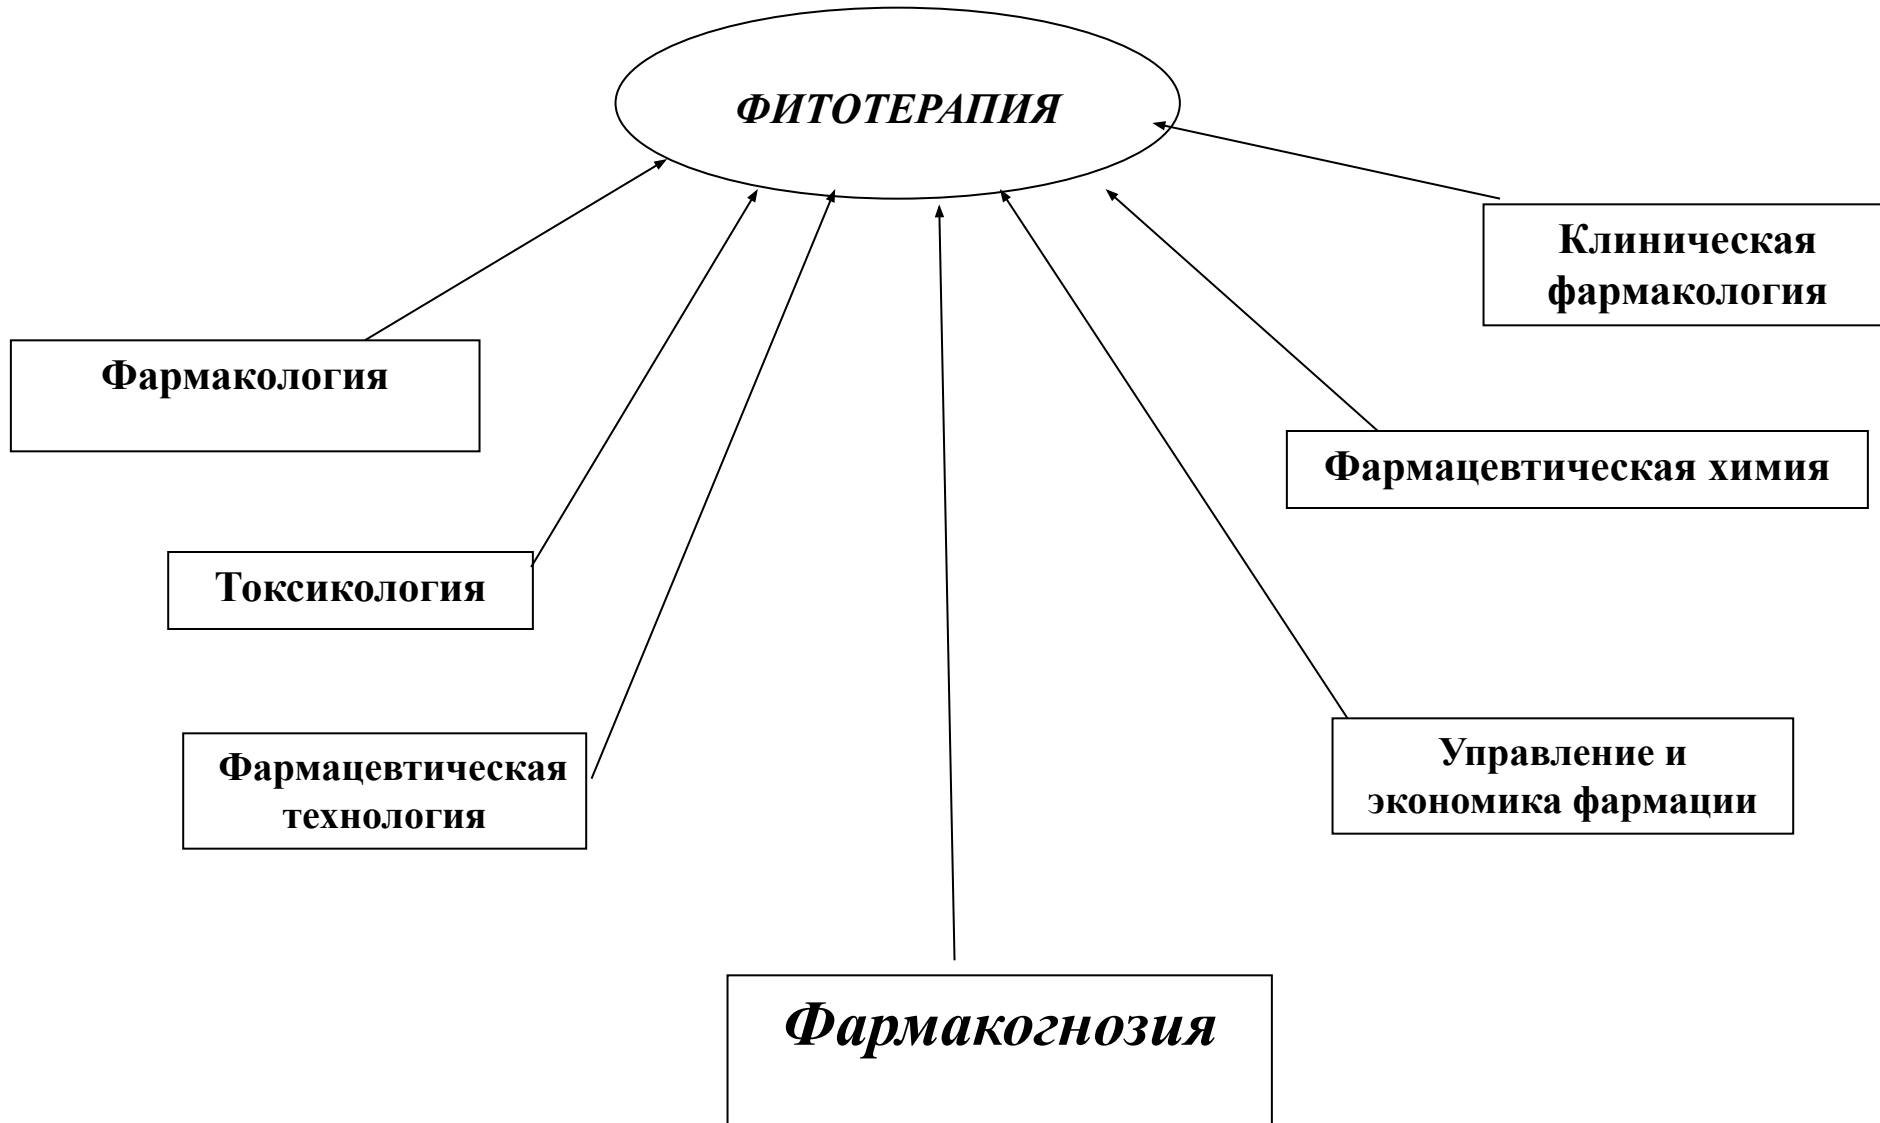 ФИТОТЕРАПИЯ
Клиническая
фармакология
Фармакология
Фармацевтическая химия
Токсикология
Фармацевтическая
технология
Управление и
экономика фармации
Фармакогнозия